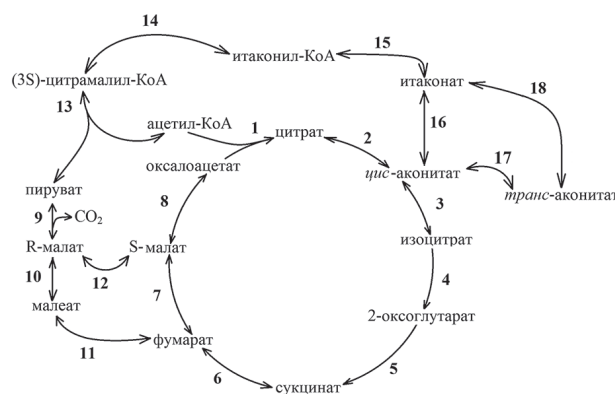 14
итаконил-КоА
15
(3S)-цитрамалил-КоА
итаконат
18
13
ацетил-КоА
1
цитрат
2
16
оксалоацетат
17
цис-аконитат
транс-аконитат
пируват
8
3
9
CO2
R-малат
S-малат
изоцитрат
10
12
4
7
малеат
2-оксоглутарат
11
фумарат
5
6
сукцинат